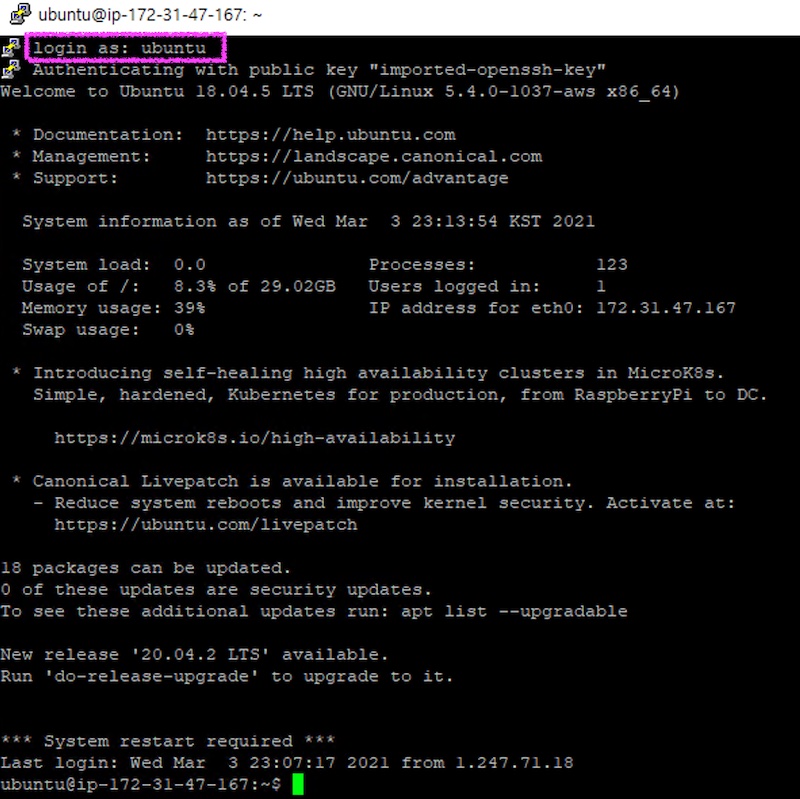 ubuntu@ip-172-31-47-167: ~
login as: ubuntu
Authenticating with public key "imported-openssh-key"
Welcome to Ubuntu 18.04.5 LTS (GNU/Linux 5.4.0-1037-aws x86_64)
* Documentation:  https://help.ubuntu.com
* Management:     https://landscape.canonical.com
* Support:        https://ubuntu.com/advantage
System information as of Wed Mar  3 23:13:54 KST 2021
System load:  0.0               Processes:           123
Usage of /:   8.3% of 29.02GB   Users logged in:     1
Memory usage: 39%               IP address for eth0: 172.31.47.167
Swap usage:   0%
* Introducing self-healing high availability clusters in MicroK8s.
Simple, hardened, Kubernetes for production, from RaspberryPi to DC.
https://microk8s.io/high-availability
* Canonical Livepatch is available for installation.
- Reduce system reboots and improve kernel security. Activate at:
https://ubuntu.com/livepatch
18 packages can be updated.
0 of these updates are security updates.
To see these additional updates run: apt list --upgradable
New release '20.04.2 LTS' available.
Run 'do-release-upgrade' to upgrade to it.
*** System restart required ***
Last login: Wed Mar  3 23:07:17 2021 from 1.247.71.18
ubuntu@ip-172-31-47-167:~$